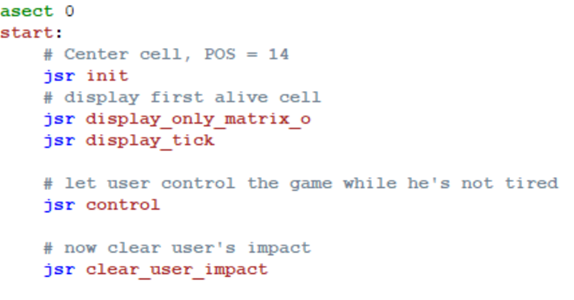 asect 0
start:
# Center cell, POS = 14
jsr init
# display first alive cell
jsr display_only_matrix_o
jsr display_tick
# let user control the game while he's not tired
jsr control
# now clear user's impact
jsr clear_user_impact